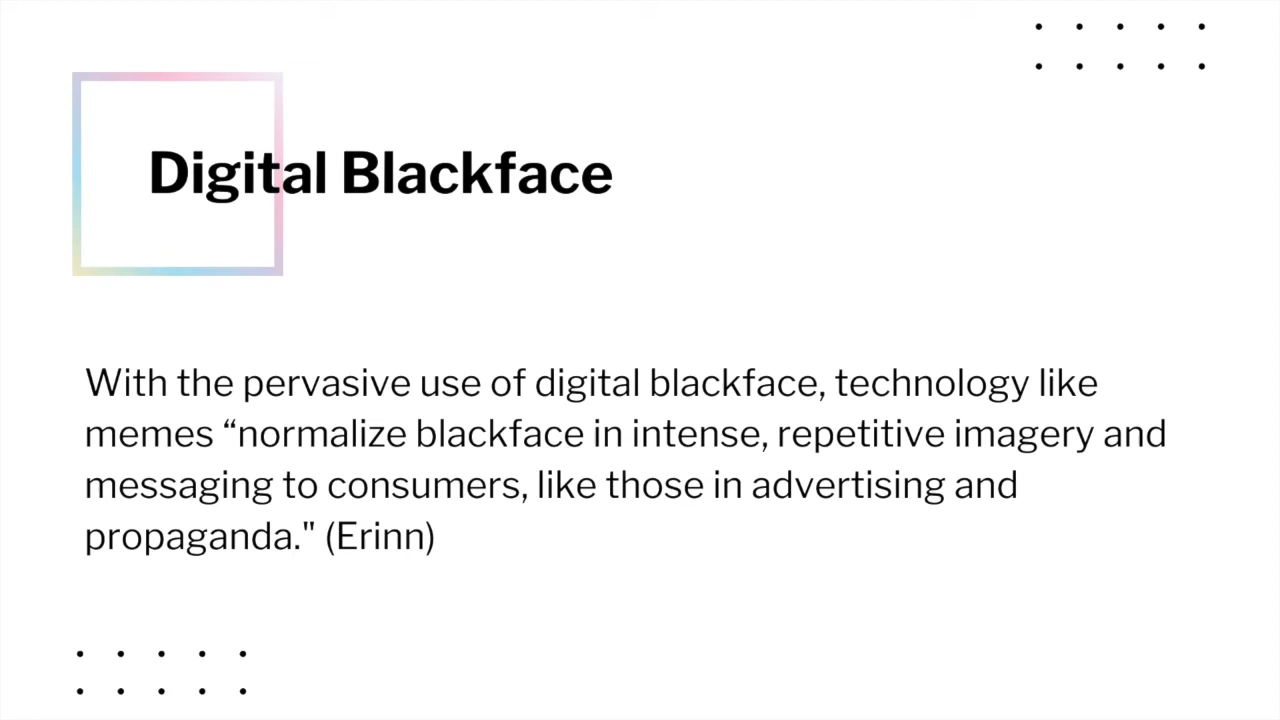 Digital Blackface
With the pervasive use of digital blackface, technology like
memes “normalize blackface in intense, repetitive imagery and
messaging to consumers, like those in advertising and
propaganda." (Erinn)